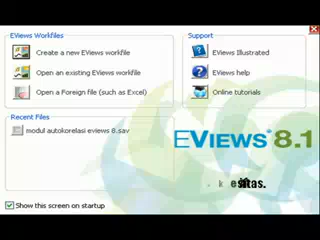 EViews Workfiles
Create a new EViews workfile
Open an existing EViews workfile
Open a Foreign file (such as Excel)
Support
EViews Illustrated
EViews help
Online tutorials
Recent Files
modul autokorelasi eviews 8.sav
EVIEWS® 8.1
Show this screen on startup